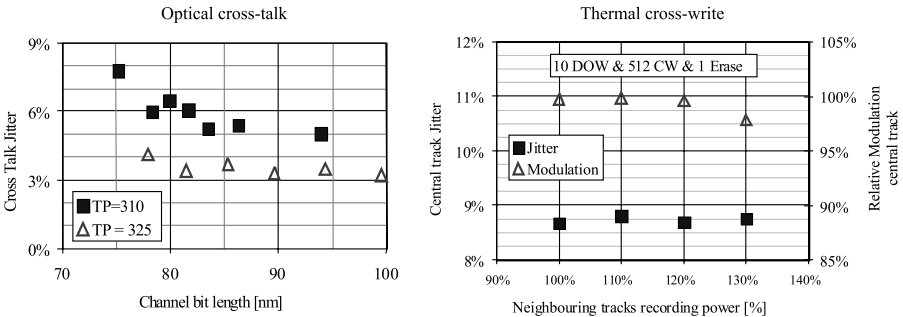 Optical cross-talk
9%
6%
3%
0%
Cross Talk Jitter
TP=310
TP = 325
70
80
90
100
Channel bit length [nm]
Thermal cross-write
12%
11%
10%
9%
8%
Central track Jitter
10 DOW & 512 CW & 1 Erase
Jitter
Modulation
105%
100%
95%
90%
85%
Relative Modulation
central track
90%
100%
110%
120%
130%
140%
Neighbouring tracks recording power [%]